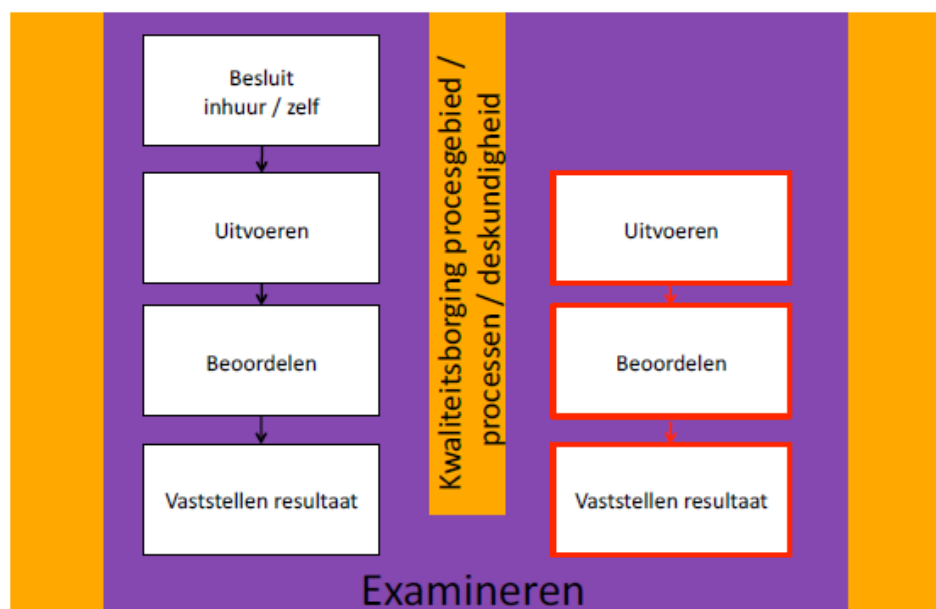 Besluit
inhuur / zelf
Uitvoeren
Beoordelen
Vaststellen resultaat
Kwaliteitsborging procesgebied /
processen / deskundigheid
Uitvoeren
Beoordelen
Vaststellen resultaat
Examineren